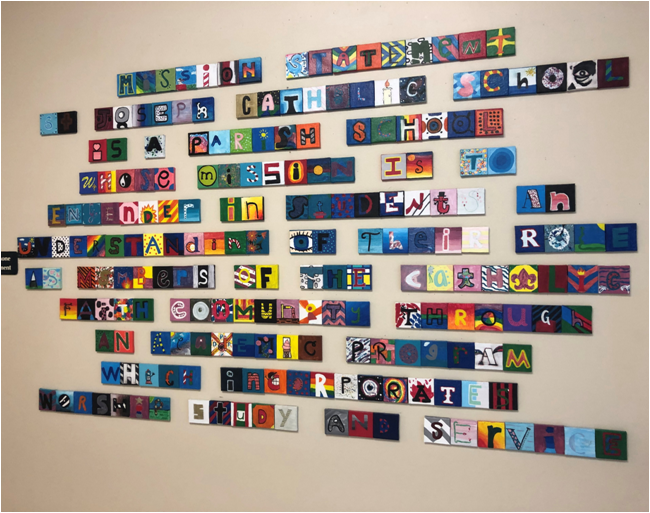 MISSION STATEMENT
ST JOSEPH CATHOLIC SCHOOL
iS A PARISH SCHOOL
WHOSE missiON IS TO
ENGENDER in STUDENTS An
UNDERSTANDING OF TheiR ROLE
AS MEMBERS OF THE CATHOLIC
FAITH COMMUNITY THROUGH
AN ACADEMIC PROGRAM
WHICH iNCORPORATES
WORSHIP StuDY AND SERVICE